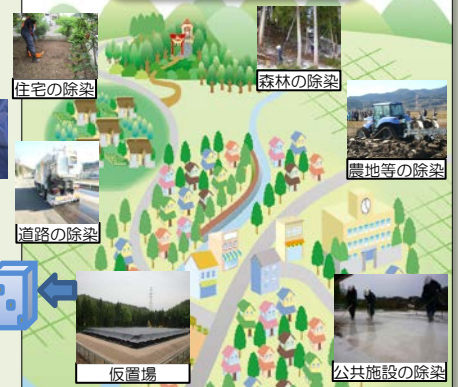 住宅の除染
森林の除染
農地等の除染
道路の除染
仮置場
公共施設の除染